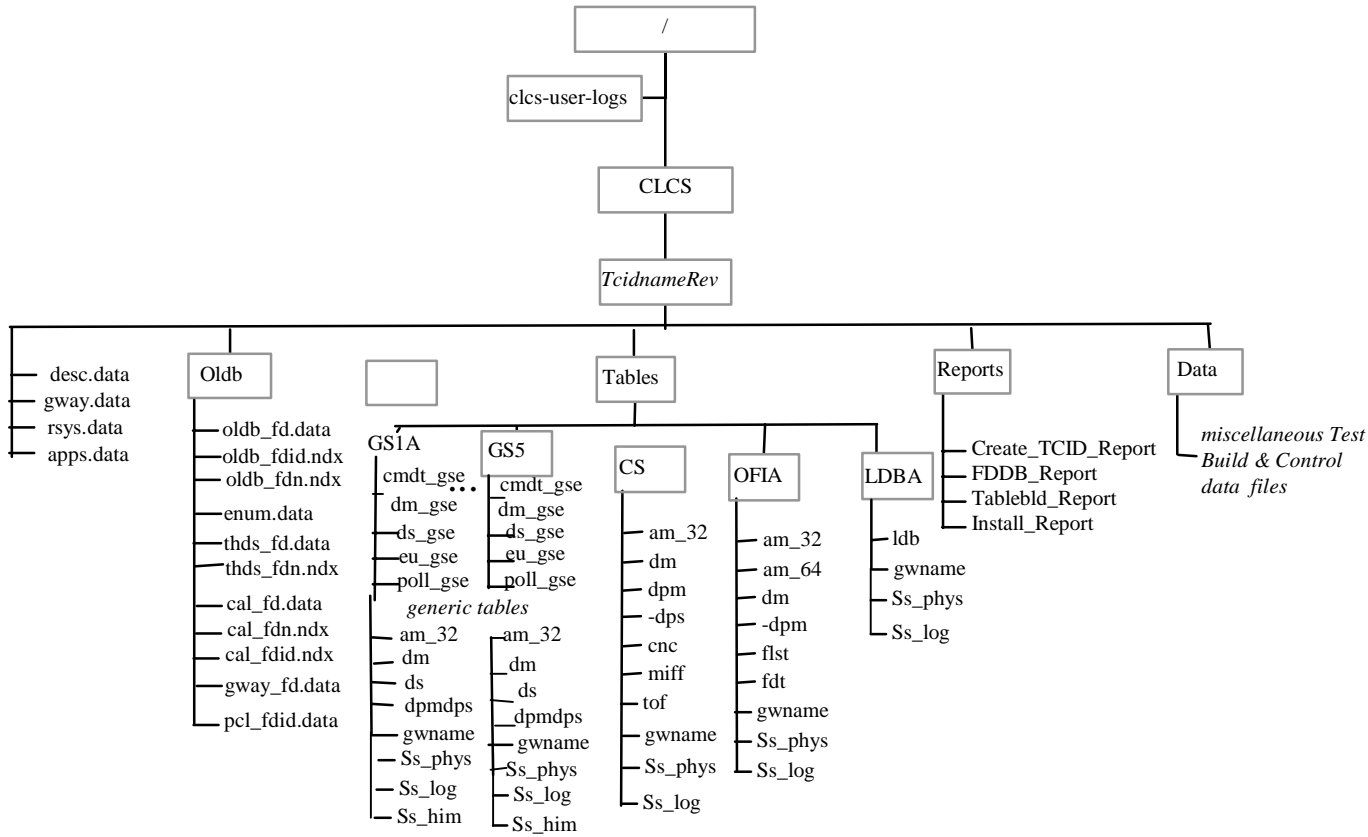 /
clcs-user-logs
CLCS
TcidnameRev
desc.data
gway.data
rsys.data
apps.data
Oldb
oldb_fd.data
oldb_fdid.ndx
oldb_fdn.ndx
enum.data
thds_fd.data
thds_fdn.ndx
cal_fd.data
cal_fdn.ndx
cal_fdid.ndx
gway_fd.data
pcl_fdid.data
Tables
GS1A
cmdt_gse
dm_gse
ds_gse
eu_gse
poll_gse
...
GS5
cmdt_gse
dm_gse
ds_gse
eu_gse
poll_gse
generic tables
am_32
dm
ds
dpmdps
gwname
Ss_phys
Ss_log
Ss_him
am_32
dm
ds
dpmdps
gwname
Ss_phys
Ss_log
Ss_him
CS
am_32
dm
dpm
-dps
cnc
miff
tof
gwname
Ss_phys
Ss_log
OFIA
am_32
am_64
dm
-dpm
flst
fdt
gwname
Ss_phys
Ss_log
LDBA
ldb
gwname
Ss_phys
Ss_log
Reports
Create_TCID_Report
FDDB_Report
Tablebld_Report
Install_Report
Data
miscellaneous Test
Build & Control
data files